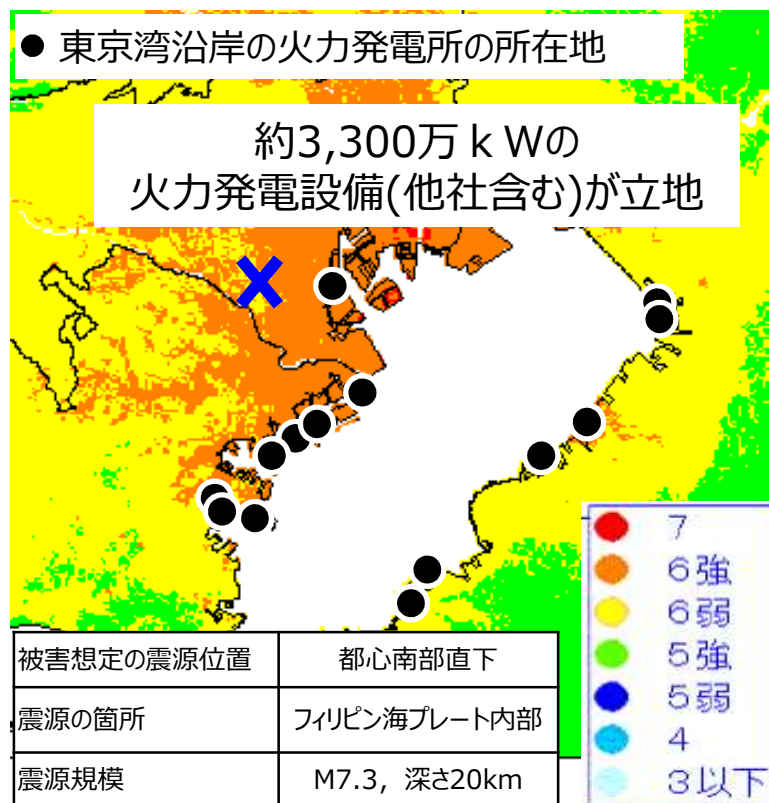 ● 東京湾沿岸の火力発電所の所在地
約3,300万ｋWの
火力発電設備(他社含む)が立地
7
6強
6弱
5強
5弱
4
3以下
被害想定の震源位置 都心南部直下
震源の箇所 フィリピン海プレート内部
震源規模 M7.3, 深さ20km